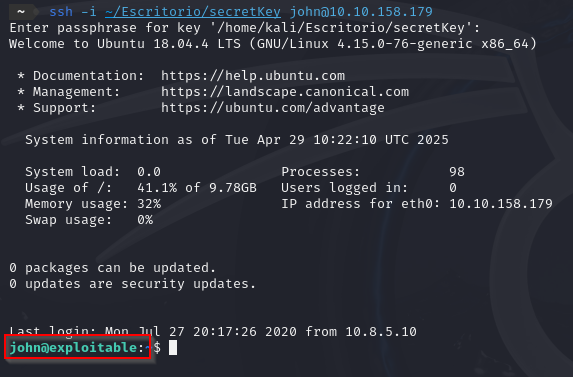 ~ ssh -i ~/Escritorio/secretKey john@10.10.158.179
Enter passphrase for key '/home/kali/Escritorio/secretKey':
Welcome to Ubuntu 18.04.4 LTS (GNU/Linux 4.15.0-76-generic x86_64)
* Documentation: https://help.ubuntu.com
* Management: https://landscape.canonical.com
* Support: https://ubuntu.com/advantage
System information as of Tue Apr 29 10:22:10 UTC 2025
System load: 0.0 Processes: 98
Usage of /: 41.1% of 9.78GB Users logged in: 0
Memory usage: 32% IP address for eth0: 10.10.158.179
Swap usage: 0%
0 packages can be updated.
0 updates are security updates.
Last login: Mon Jul 27 20:17:26 2020 from 10.8.5.10
john@exploitable:~$